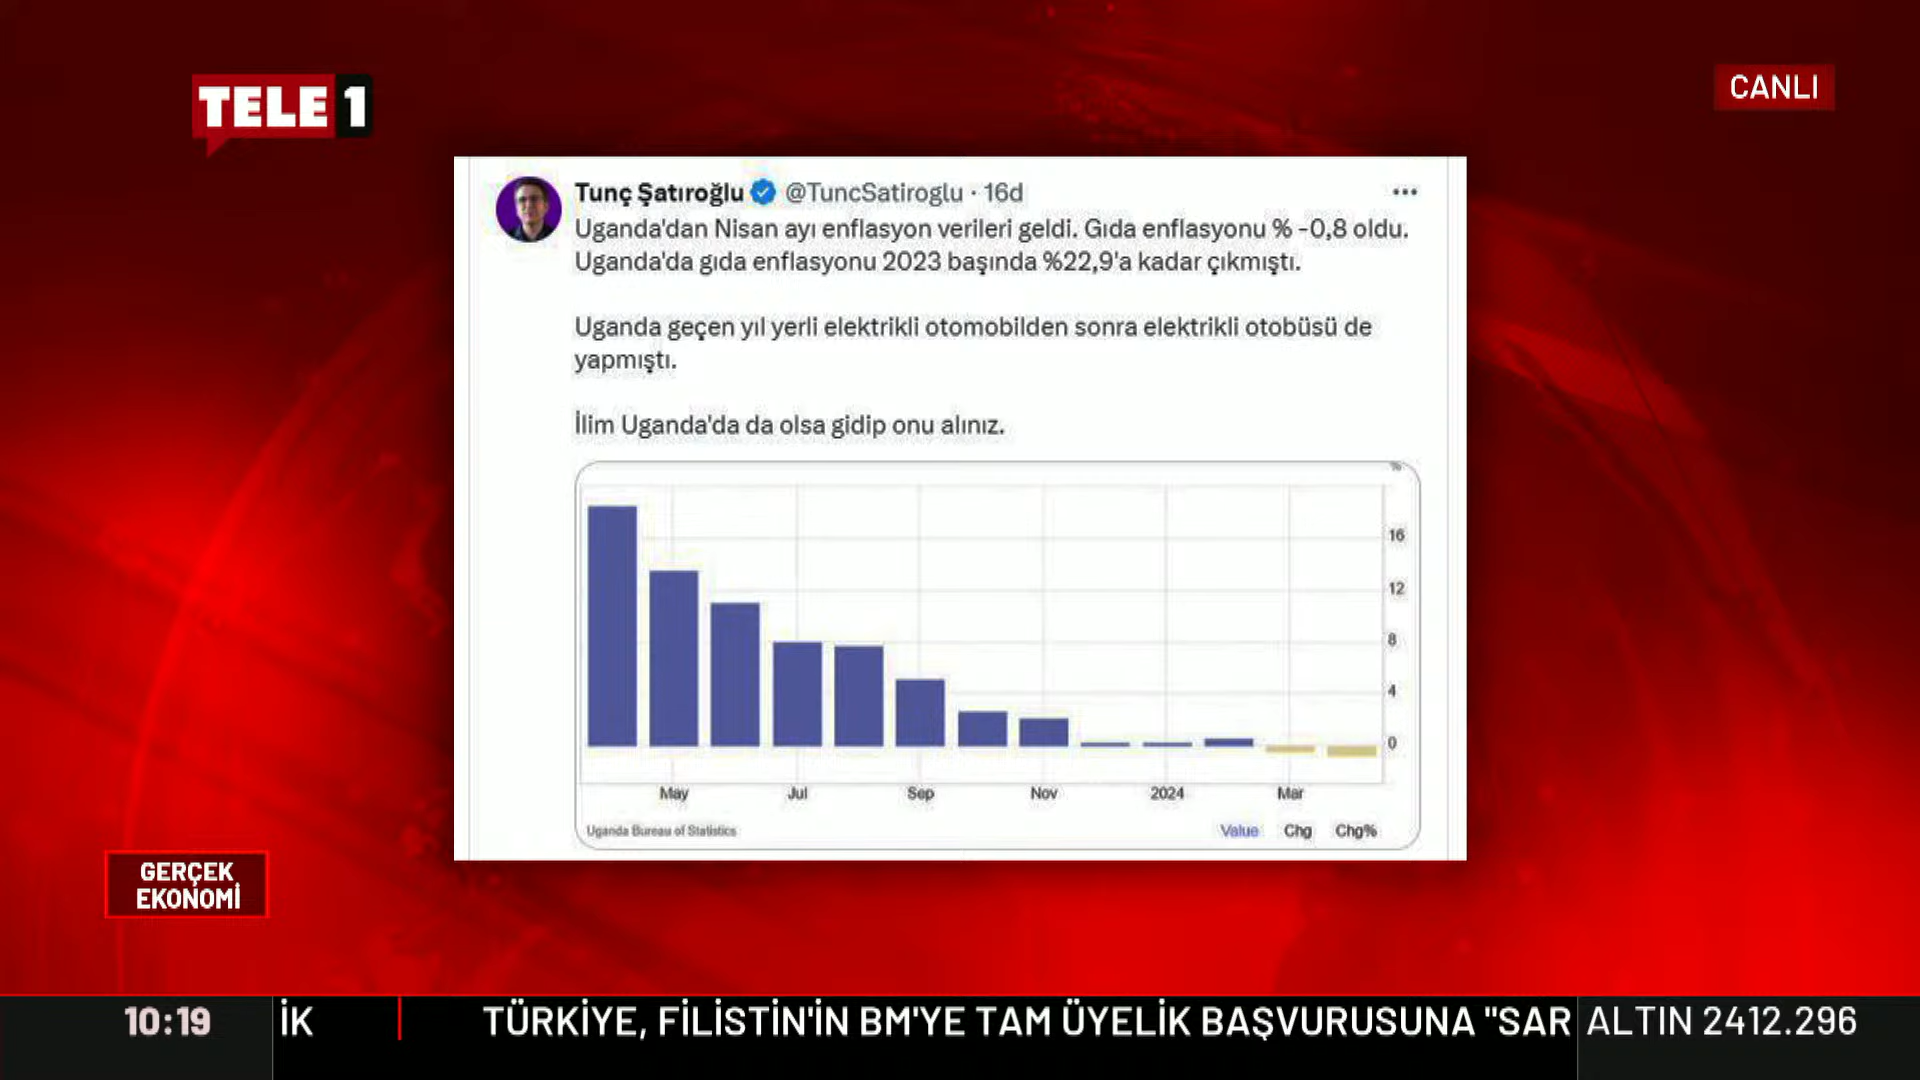 TELE 1
CANLI
Tunç Şatıroğlu @TuncSatiroglu · 16d
Uganda'dan Nisan ayı enflasyon verileri geldi. Gıda enflasyonu % -0,8 oldu.
Uganda'da gıda enflasyonu 2023 başında %22,9'a kadar çıkmıştı.
Uganda geçen yıl yerli elektrikli otomobilden sonra elektrikli otobüsü de
yapmıştı.
İlim Uganda'da da olsa gidip onu alınız.
%
16
12
8
4
0
May Jul Sep Nov 2024 Mar
Uganda Bureau of Statistics Value Chg Chg%
GERÇEK
EKONOMİ
10:19 İK TÜRKİYE, FİLİSTİN'İN BM'YE TAM ÜYELİK BAŞVURUSUNA "SAR ALTIN 2412.296